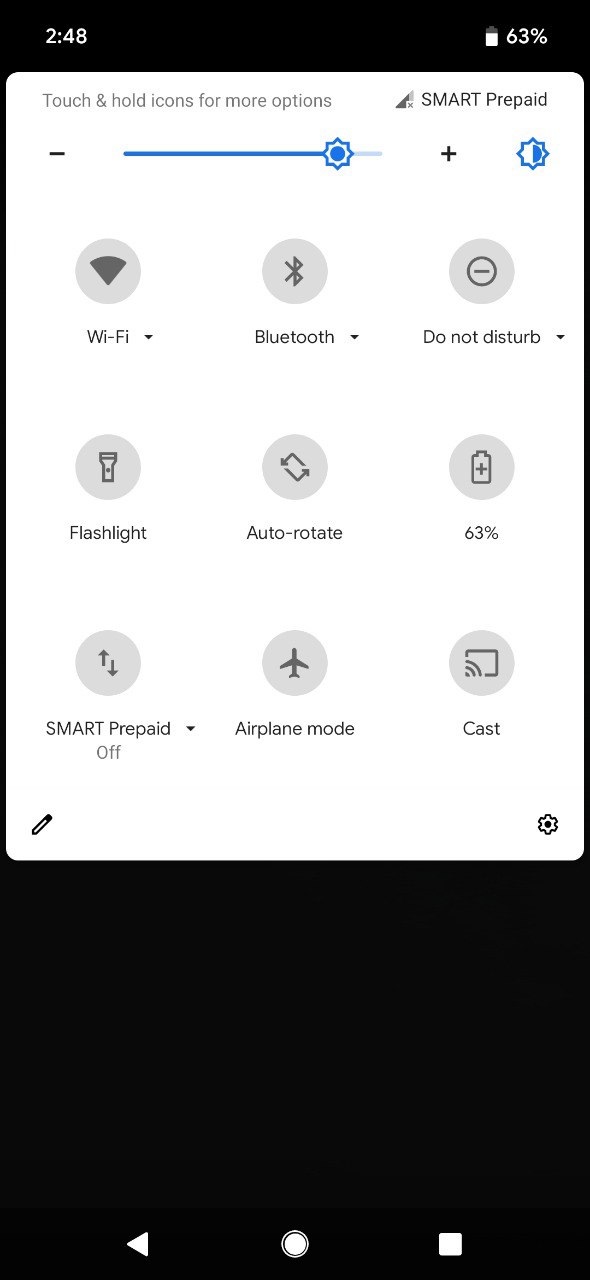 2:48 63%
Touch & hold icons for more options SMART Prepaid
Wi-Fi Bluetooth Do not disturb
Flashlight Auto-rotate 63%
SMART Prepaid Airplane mode Cast
Off